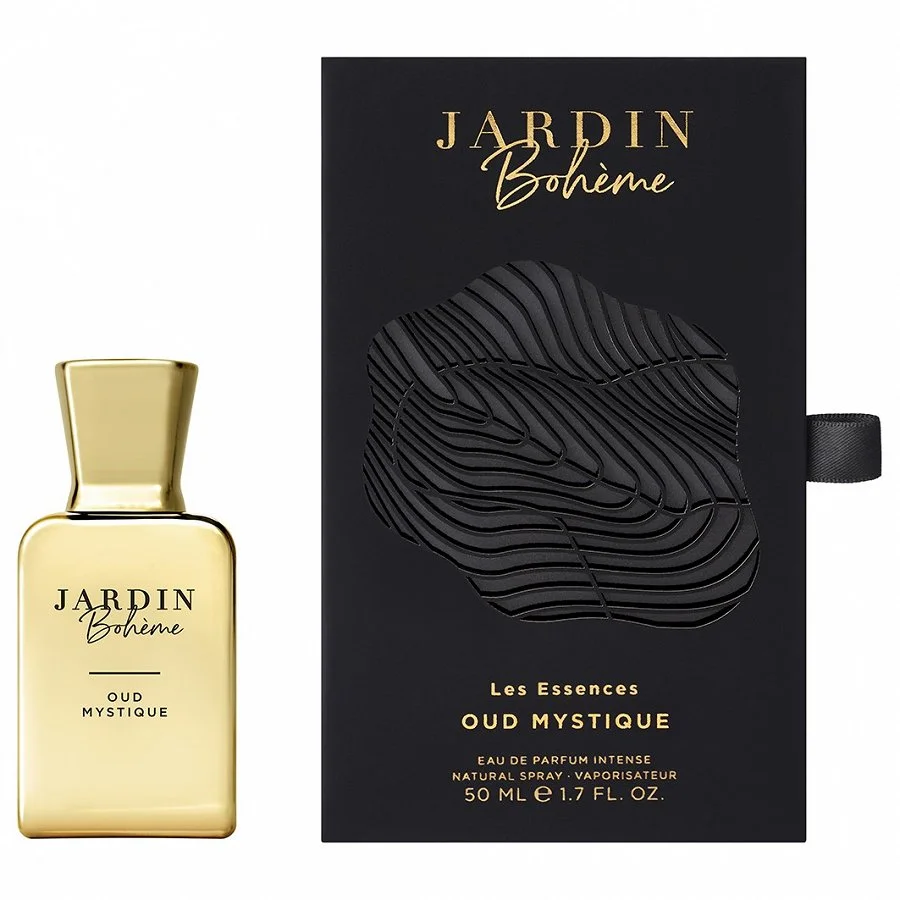 JARDIN
Bohème
OUD
MYSTIQUE
JARDIN
Bohème
Les Essences
OUD MYSTIQUE
EAU DE PARFUM INTENSE
NATURAL SPRAY · VAPORISATEUR
50 ML ℮ 1.7 FL. OZ.